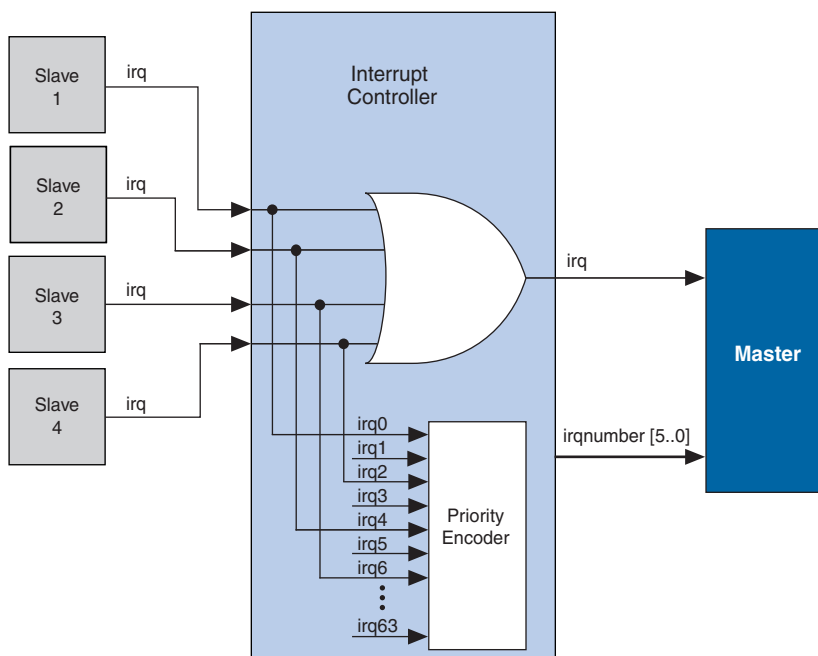 Interrupt
Controller
Slave
1
irq
Slave
2
irq
Slave
3
irq
Slave
4
irq
irq
Master
irqnumber [5..0]
irq0
irq1
irq2
irq3
irq4
irq5
irq6
irq63
Priority
Encoder